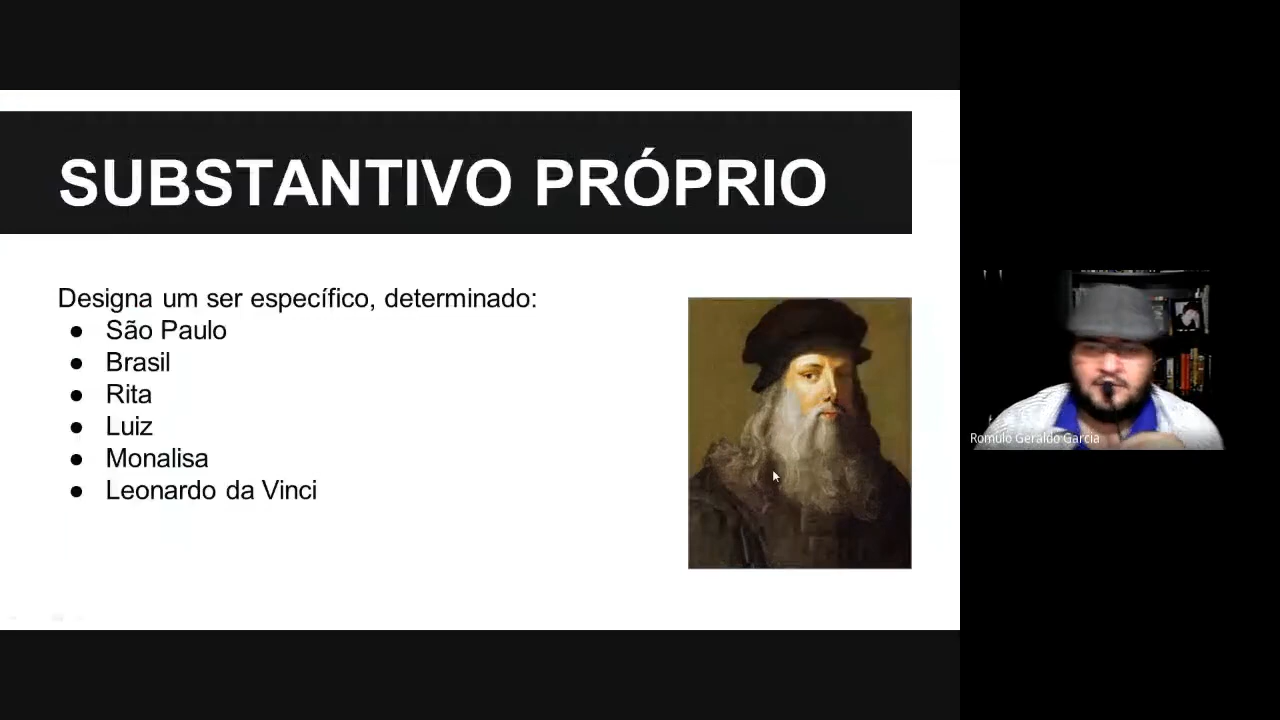 SUBSTANTIVO PRÓPRIO
Designa um ser específico, determinado:
● São Paulo
● Brasil
● Rita
● Luiz
● Monalisa
● Leonardo da Vinci
Romulo Geraldo Garcia